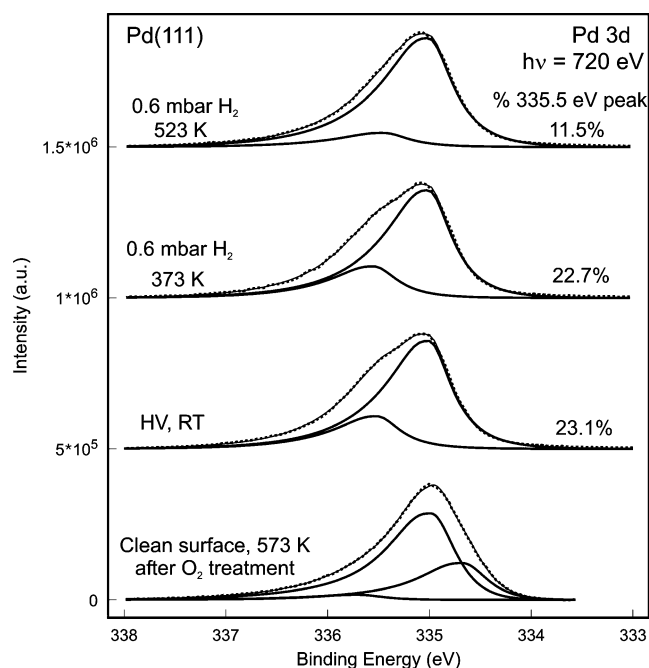 Pd(111)
Pd 3d
hν = 720 eV
% 335.5 eV peak
0.6 mbar H₂
523 K
11.5%
1.5*10⁶
0.6 mbar H₂
373 K
22.7%
1*10⁶
HV, RT
23.1%
5*10⁵
Clean surface, 573 K
after O₂ treatment
0
338 337 336 335 334 333
Binding Energy (eV)
Intensity (a.u.)